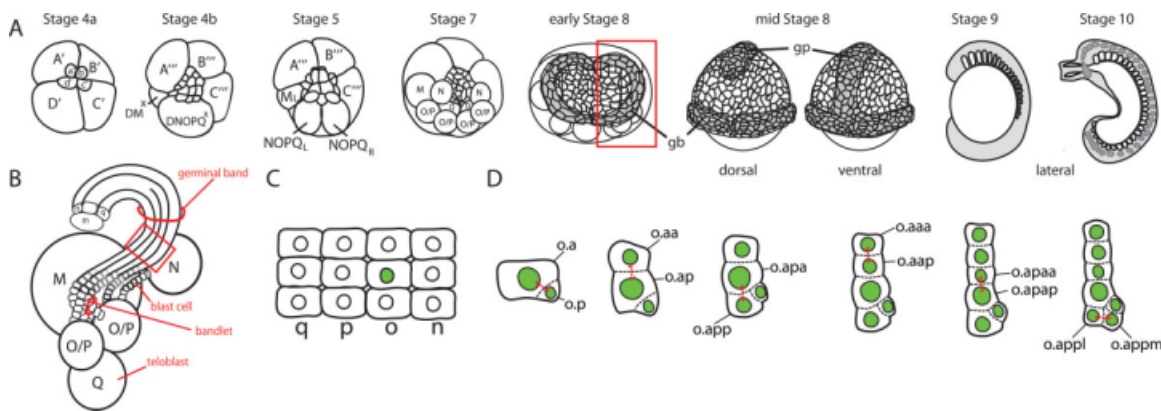 Stage 4a Stage 4b Stage 5 Stage 7 early Stage 8 mid Stage 8 Stage 9 Stage 10
A
A' B' D' C'
A''' B''' C''' DM x DNOPQ x
A''' B''' C''' M L NOPQ L NOPQ R
M N N O/P O/P O/P O/P
gp
gb
dorsal ventral lateral
B
germinal band
m
M N
blast cell
bandlet
O/P
O/P
teloblast
Q
C
q p o n
D
o.a
o.p
o.aa
o.ap
o.apa
o.app
o.aaa
o.aap
o.apaa
o.apap
o.appl o.appm